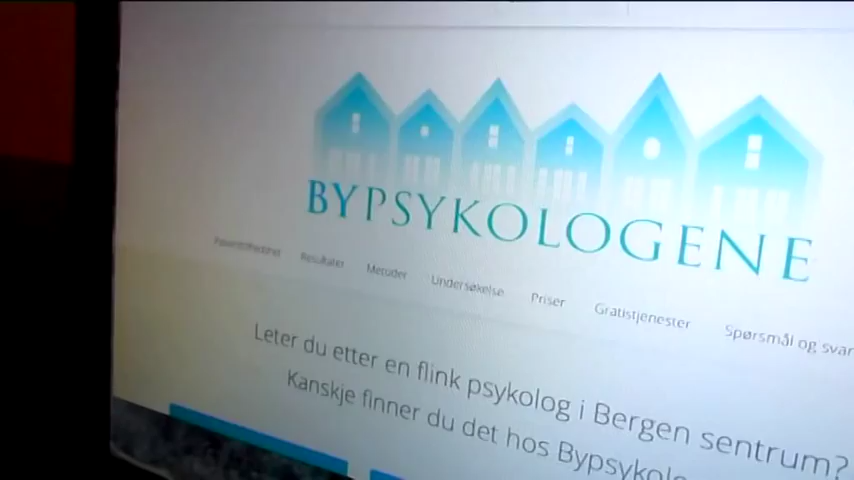 BYPSYKOLOGENE
Resultater Metoder Undersøkelse Priser Gratistjenester Spørsmål og svar
Leter du etter en flink psykolog i Bergen sentrum?
Kanskje finner du det hos Bypsykolo